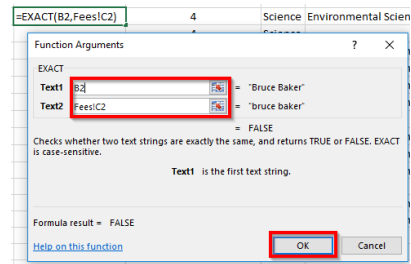 =EXACT(B2,Fees!C2) 4 Science Environmental Scien
Function Arguments ? ×
EXACT
Text1 B2 = "Bruce Baker"
Text2 Fees!C2 = "bruce baker"
= FALSE
Checks whether two text strings are exactly the same, and returns TRUE or FALSE. EXACT
is case-sensitive.
Text1 is the first text string.
Formula result = FALSE
Help on this function OK Cancel